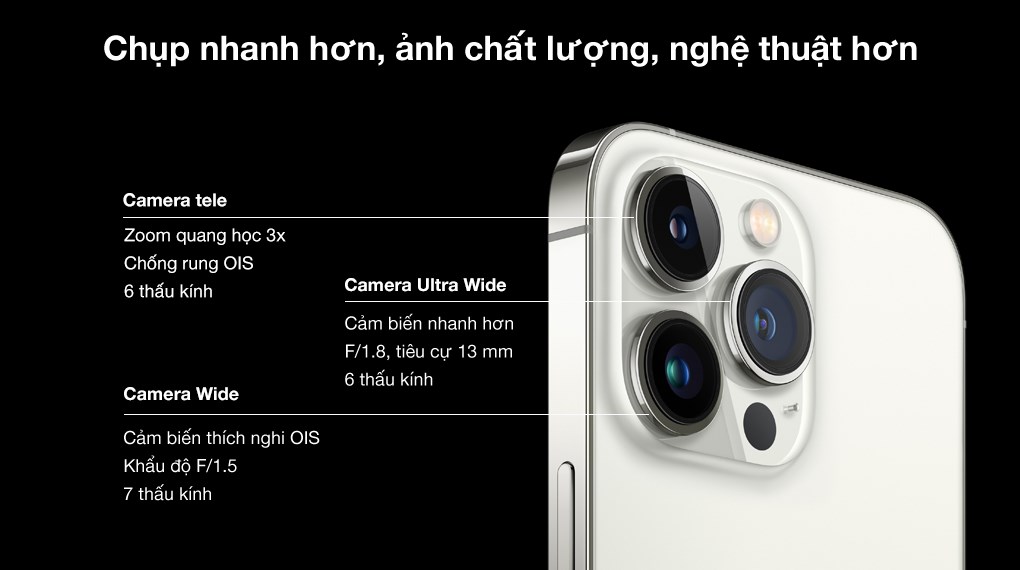 Chụp nhanh hơn, ảnh chất lượng, nghệ thuật hơn
Camera tele
Zoom quang học 3x
Chống rung OIS
6 thấu kính
Camera Ultra Wide
Cảm biến nhanh hơn
F/1.8, tiêu cự 13 mm
6 thấu kính
Camera Wide
Cảm biến thích nghi OIS
Khẩu độ F/1.5
7 thấu kính